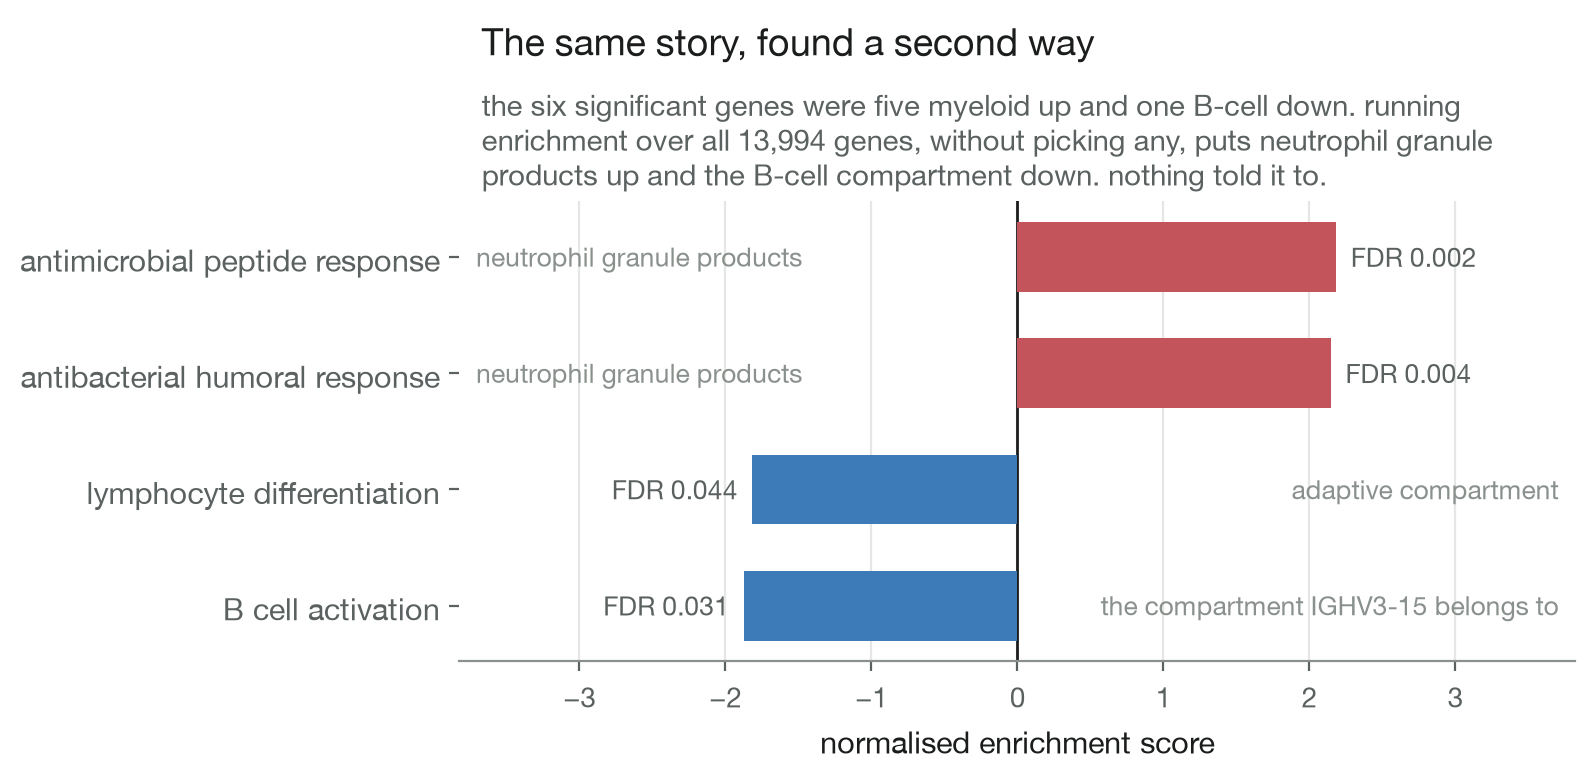 The same story, found a second way
the six significant genes were five myeloid up and one B-cell down. running
enrichment over all 13,994 genes, without picking any, puts neutrophil granule
products up and the B-cell compartment down. nothing told it to.
antimicrobial peptide response
neutrophil granule products
FDR 0.002
antibacterial humoral response
neutrophil granule products
FDR 0.004
lymphocyte differentiation
FDR 0.044
adaptive compartment
B cell activation
FDR 0.031
the compartment IGHV3-15 belongs to
−3 −2 −1 0 1 2 3
normalised enrichment score